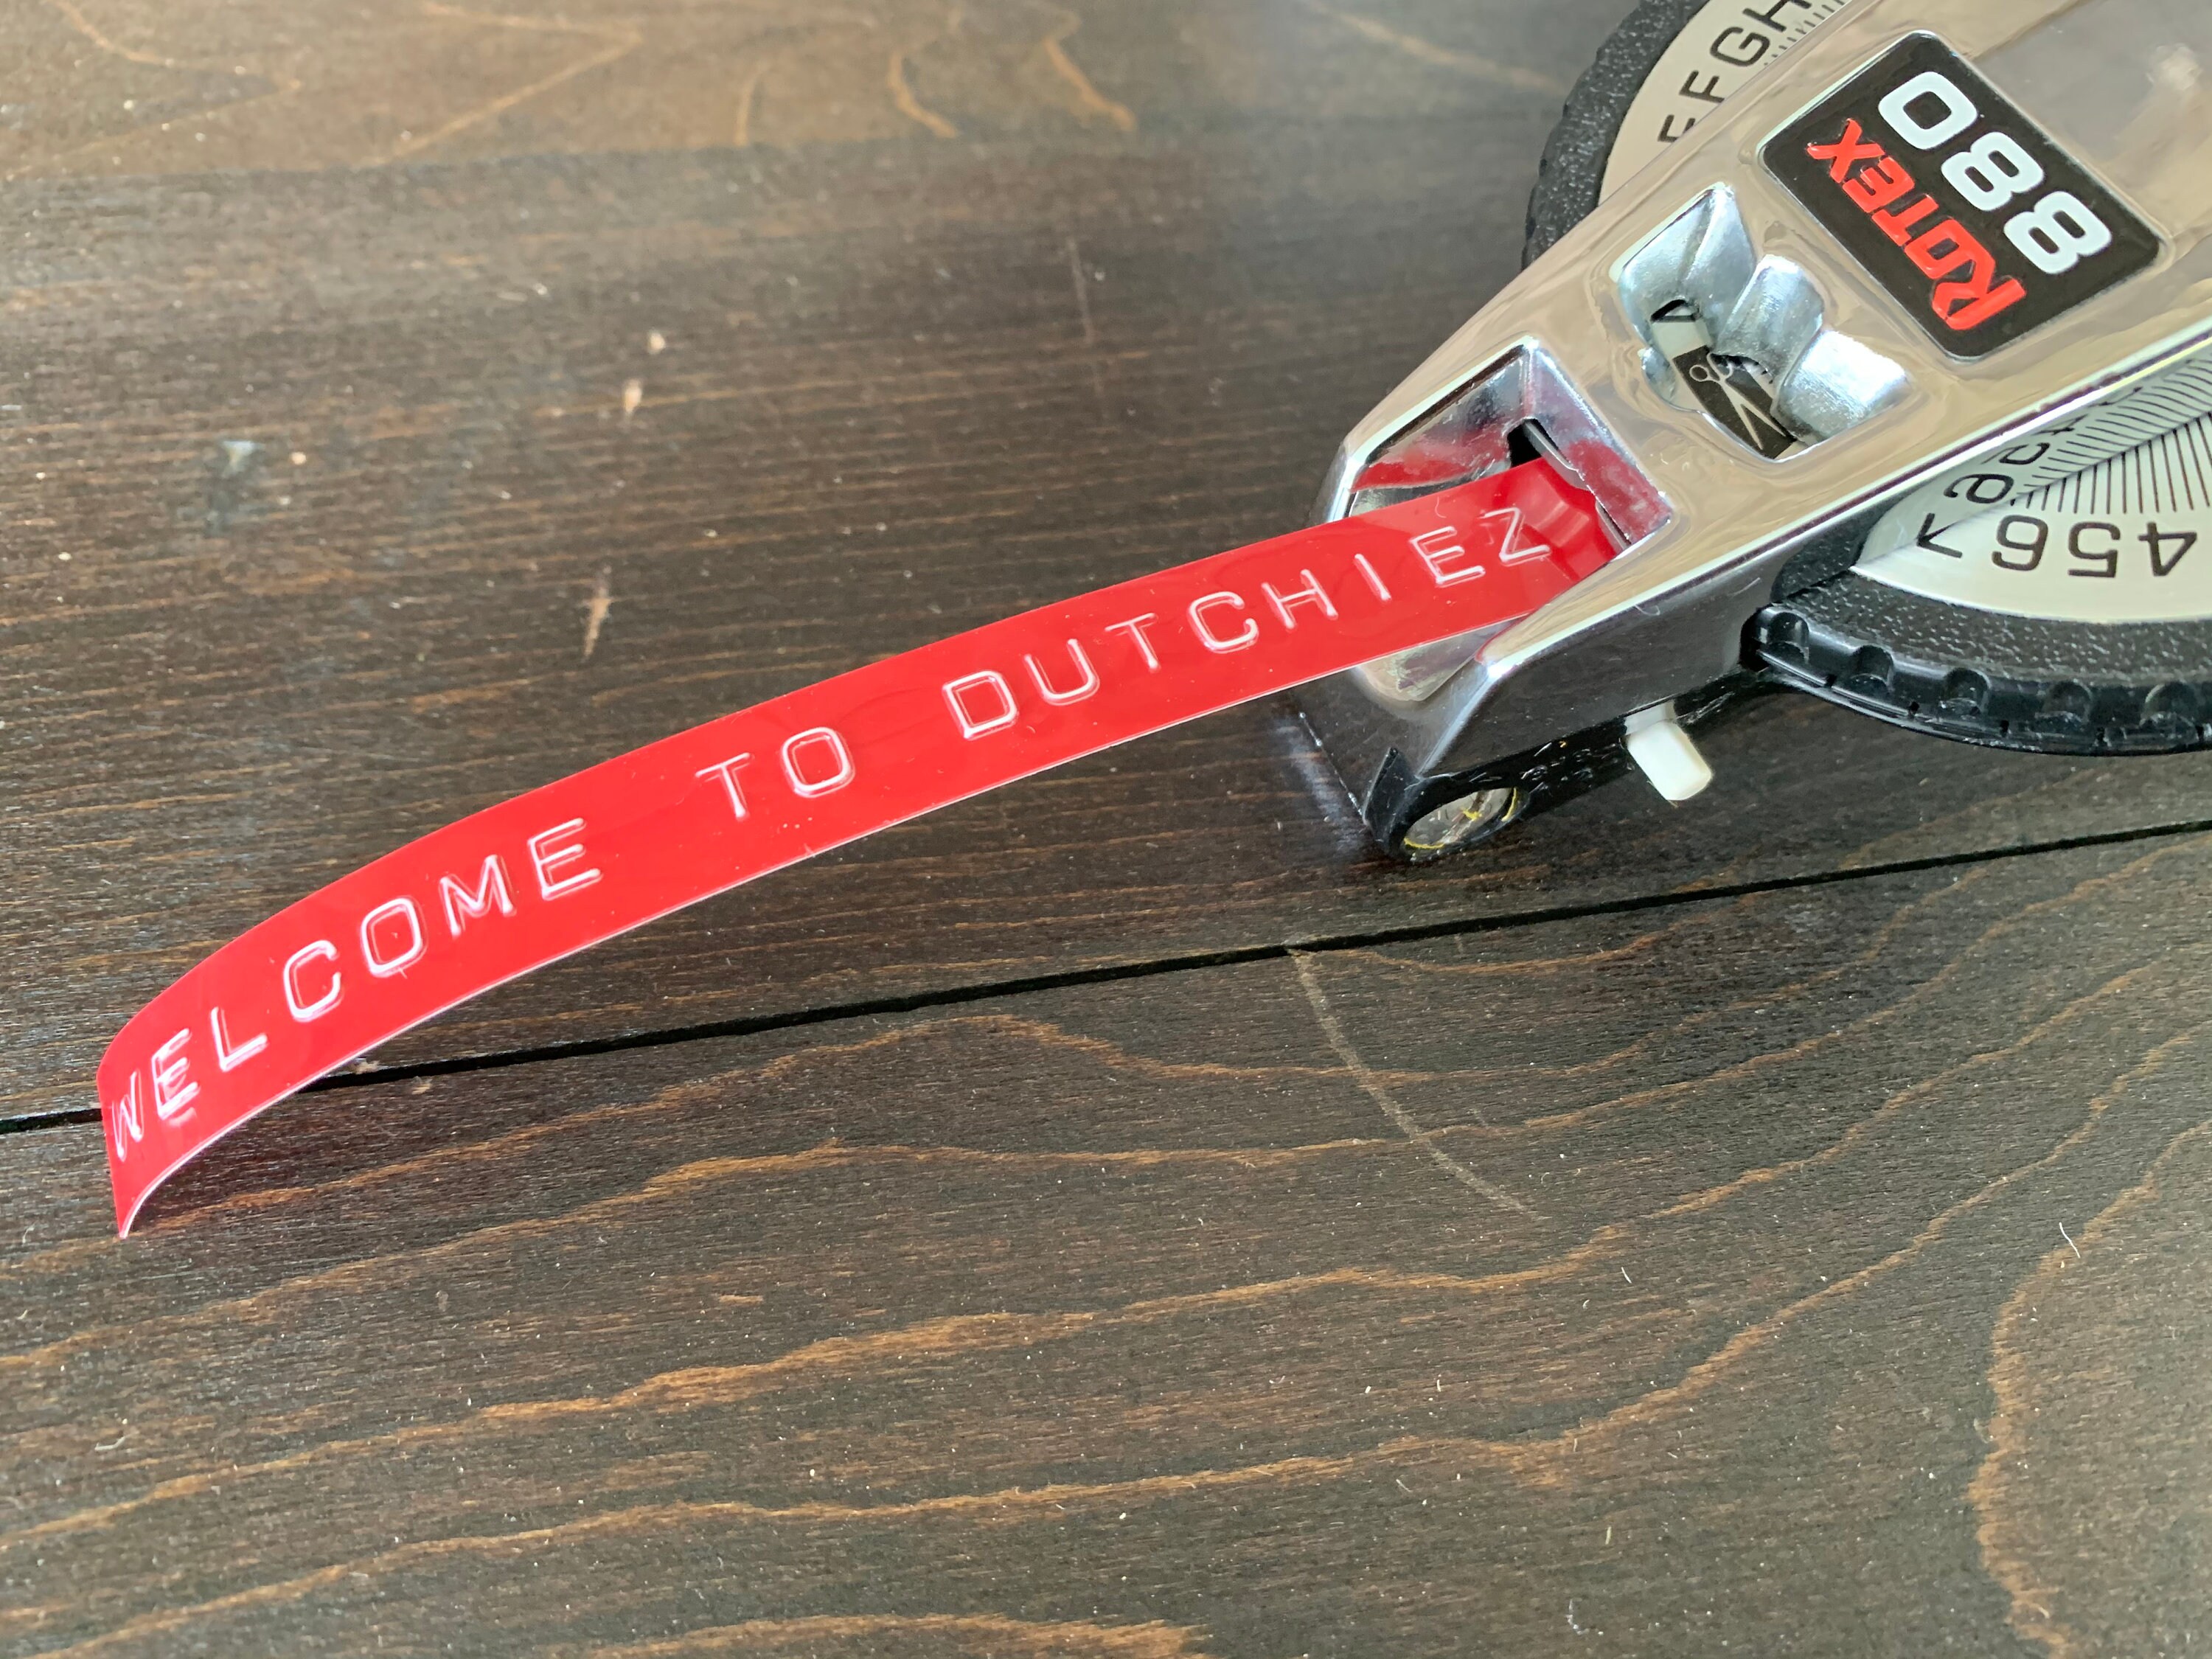 WELCOME TO DUTCHIEZ
ROTEX
880
EFGH
456